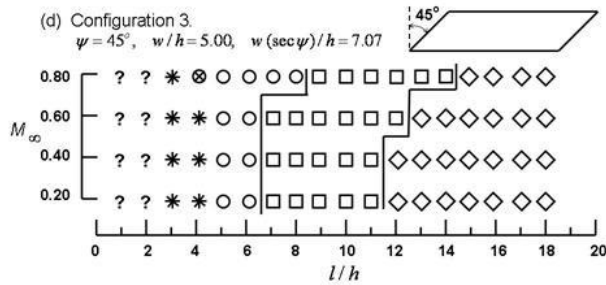 (d) Configuration 3.
ψ = 45°, w/h = 5.00, w(sec ψ)/h = 7.07
45°
0.80 ? ?
0.60 ? ?
M∞
0.40 ? ?
0.20 ? ?
0 2 4 6 8 10 12 14 16 18 20
l/h